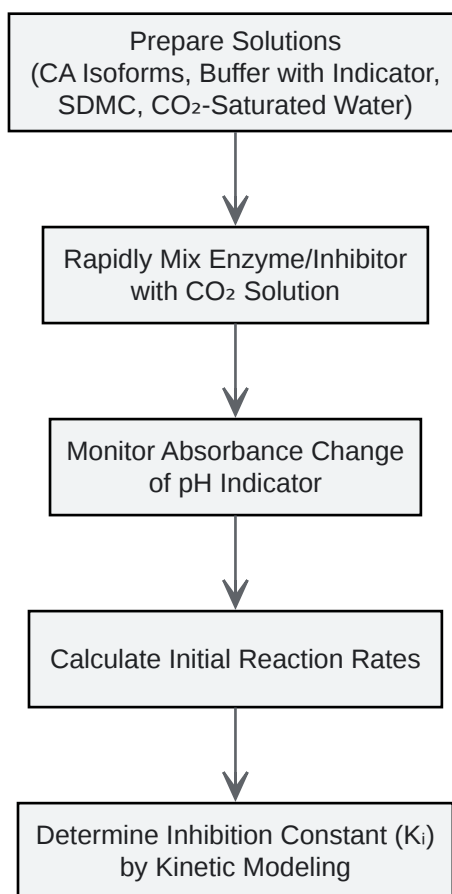 Prepare Solutions
(CA Isoforms, Buffer with Indicator,
SDMC, CO₂-Saturated Water)
Rapidly Mix Enzyme/Inhibitor
with CO₂ Solution
Monitor Absorbance Change
of pH Indicator
Calculate Initial Reaction Rates
Determine Inhibition Constant (Kᵢ)
by Kinetic Modeling